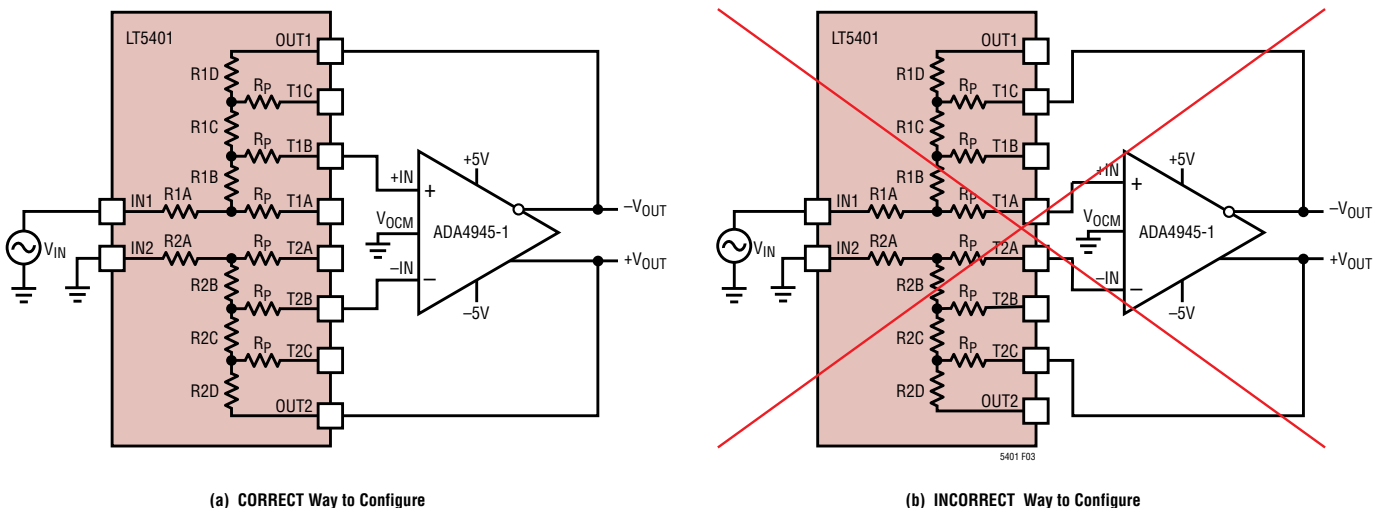 LT5401
OUT1
R1D
RP
T1C
R1C
RP
T1B
R1B
+IN
+5V
+
IN1
R1A
RP
T1A
VOCM
ADA4945-1
–VOUT
VIN
IN2
R2A
RP
T2A
+VOUT
R2B
–IN
–
RP
T2B
–5V
R2C
RP
T2C
R2D
OUT2
(a) CORRECT Way to Configure
LT5401
OUT1
R1D
RP
T1C
R1C
RP
T1B
R1B
+IN
+5V
+
IN1
R1A
RP
T1A
VOCM
ADA4945-1
–VOUT
VIN
IN2
R2A
RP
T2A
+VOUT
R2B
–IN
–
RP
T2B
–5V
R2C
RP
T2C
R2D
OUT2
5401 F03
(b) INCORRECT Way to Configure